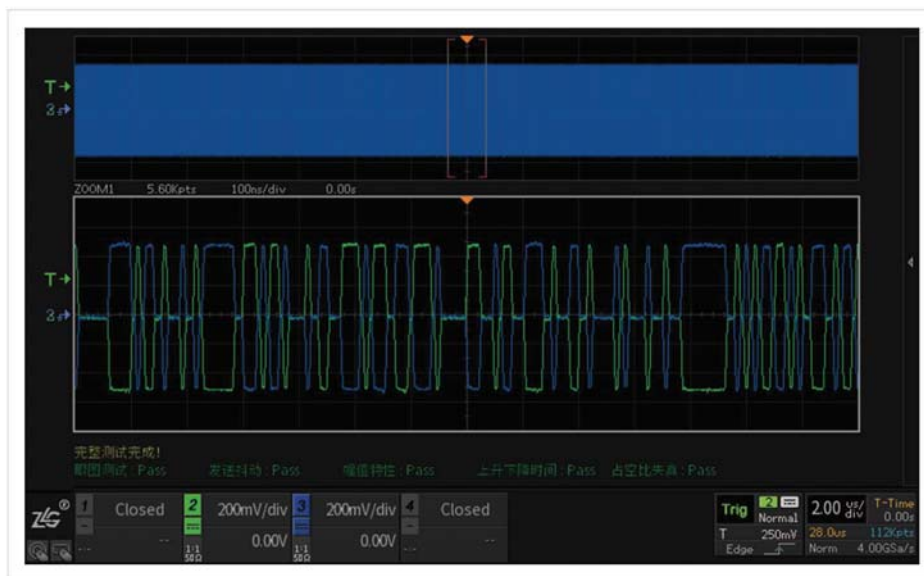 T
3
ZOOM1 5.60Kpts 100ns/div 0.00s
T
3
完整测试完成!
眼图测试 : Pass 发送抖动 : Pass 幅值特性 : Pass 上升下降时间 : Pass 占空比失真 : Pass
ZLG®
1 Closed --
2 200mV/div 0.00V 1:1 50Ω
3 200mV/div 0.00V 1:1 50Ω
4 Closed --
Trig 2 Normal
T 250mV
Edge
2.00 us/div T-Time 0.00s
28.0us 112Kpts
Norm 4.00GSa/s